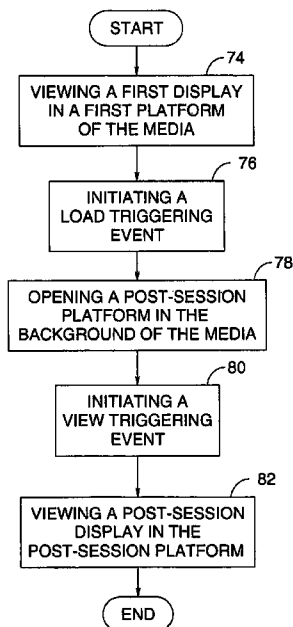 START
74
VIEWING A FIRST DISPLAY
IN A FIRST PLATFORM
OF THE MEDIA
76
INITIATING A
LOAD TRIGGERING
EVENT
78
OPENING A POST-SESSION
PLATFORM IN THE
BACKGROUND OF THE MEDIA
80
INITIATING A
VIEW TRIGGERING
EVENT
82
VIEWING A POST-SESSION
DISPLAY IN THE
POST-SESSION PLATFORM
END